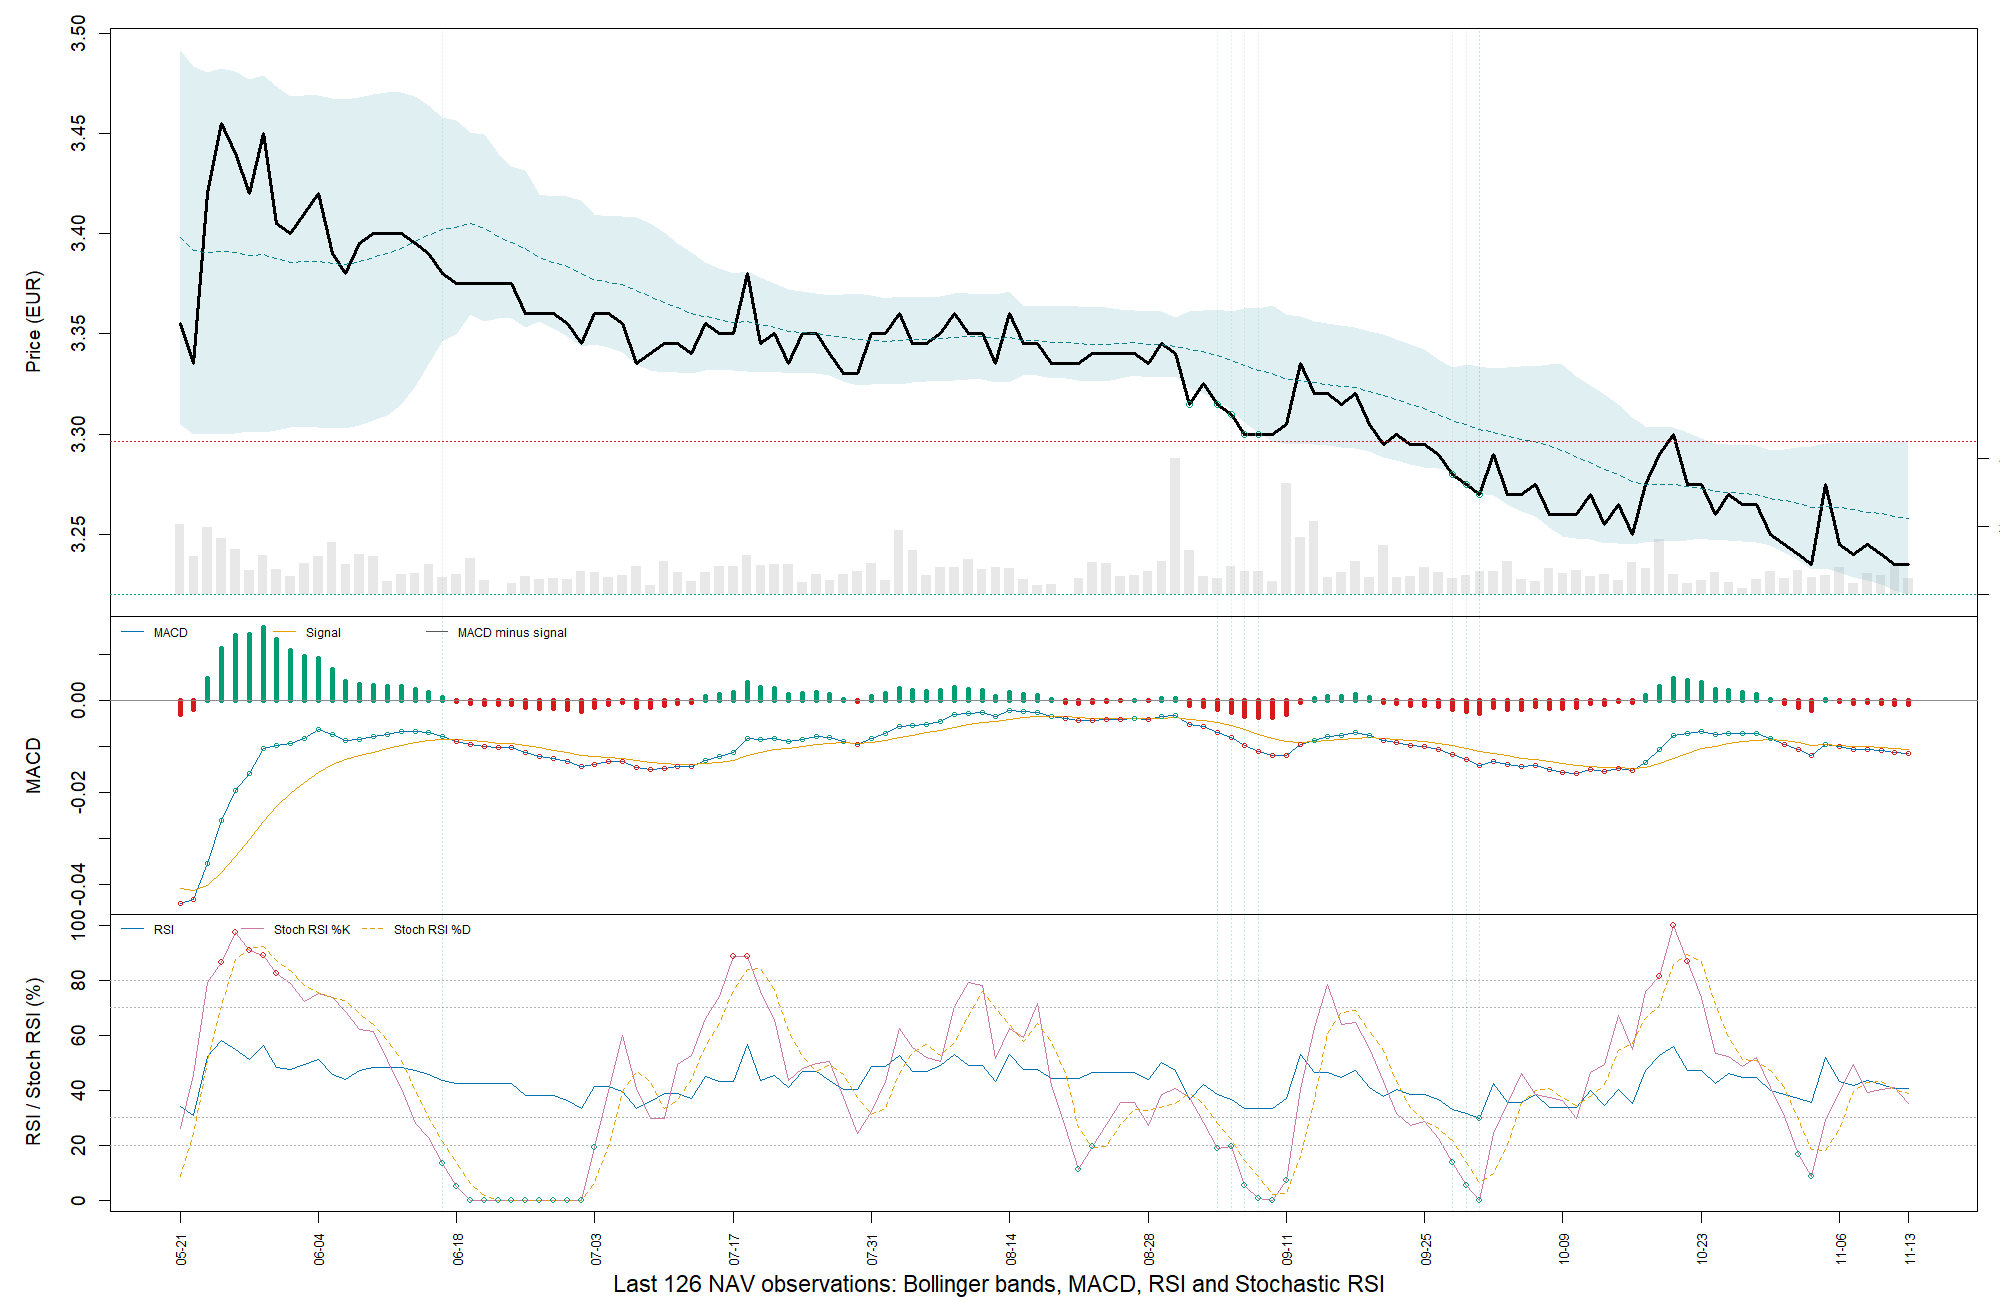 3.50
3.45
3.40
3.35
3.30
3.25
Price (EUR)
MACD
Signal
MACD minus signal
0.00
-0.02
-0.04
MACD
RSI
Stoch RSI %K
Stoch RSI %D
100
80
60
40
20
0
RSI / Stoch RSI (%)
05-21
06-04
06-18
07-03
07-17
07-31
08-14
08-28
09-11
09-25
10-09
10-23
11-06
11-13
Last 126 NAV observations: Bollinger bands, MACD, RSI and Stochastic RSI